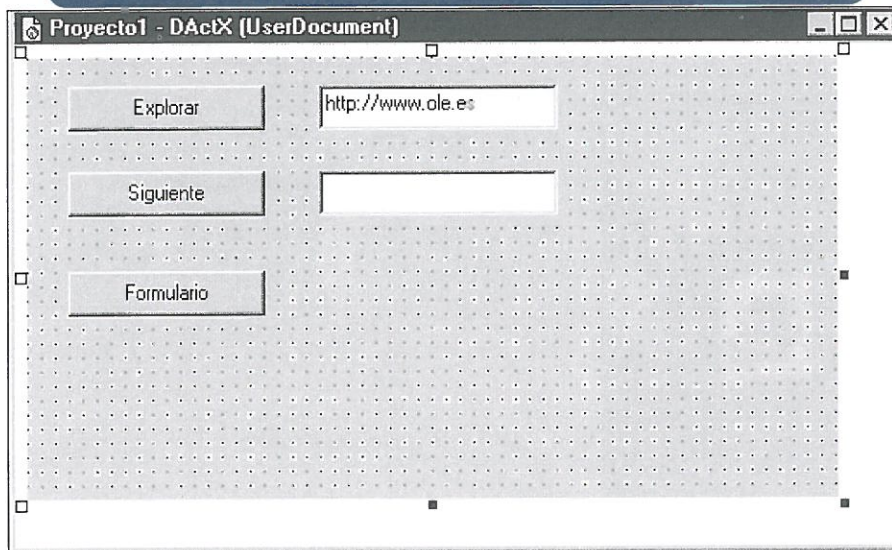 Proyecto1 - DActX (UserDocument)
Explorar
http://www.ole.es
Siguiente
Formulario